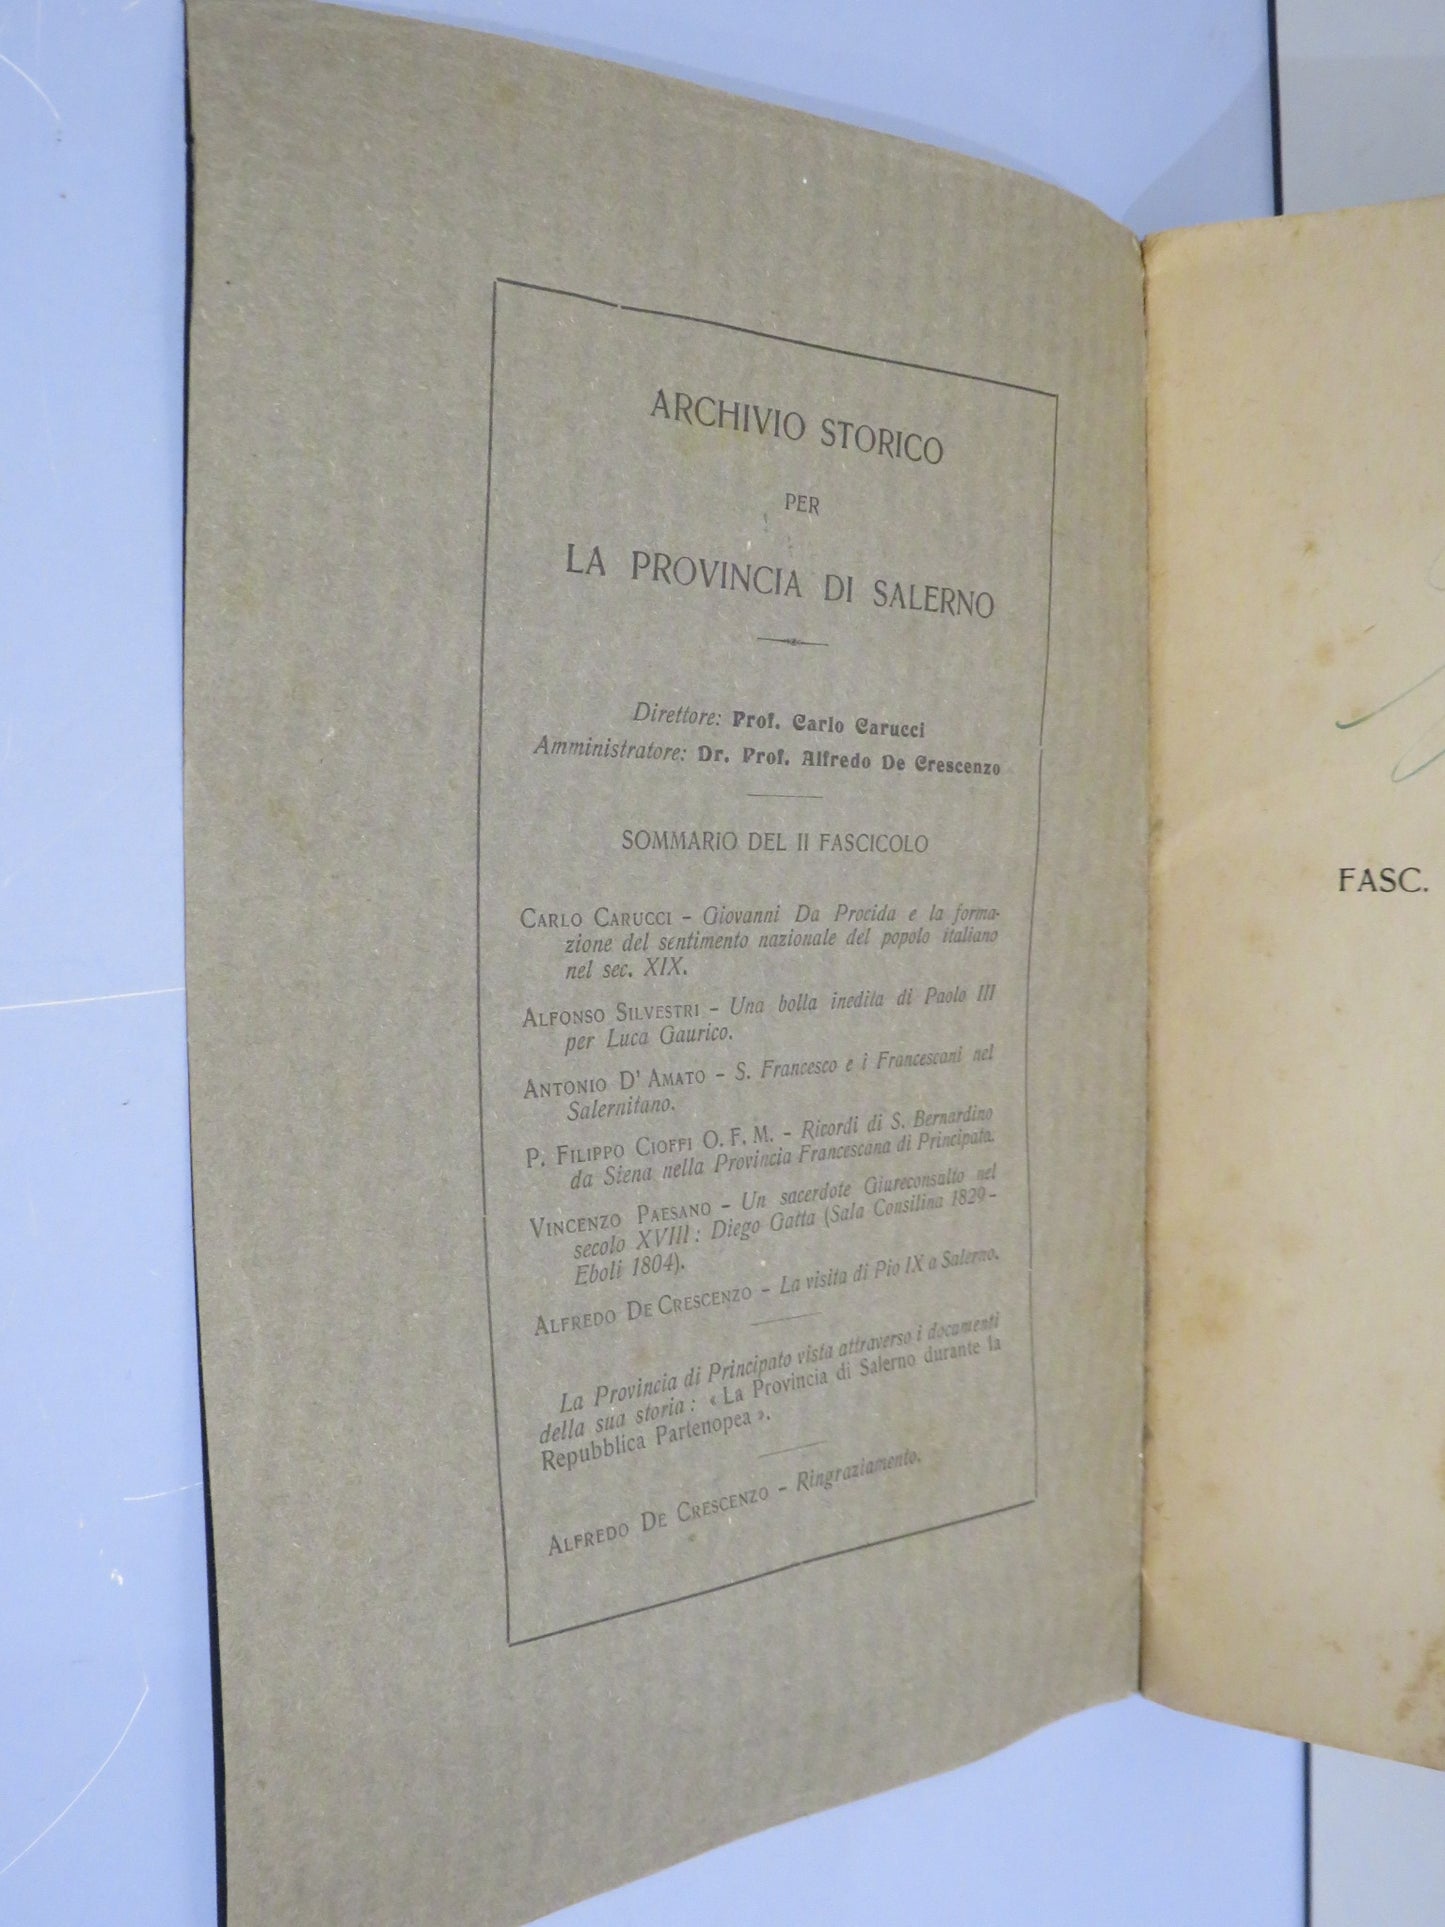 ARCHIVIO STORICO
PER
LA PROVINCIA DI SALERNO
Direttore: Prof. Carlo Carucci
Amministratore: Dr. Prof. Alfredo De Crescenzo
SOMMARIO DEL II FASCICOLO
CARLO CARUCCI - Giovanni Da Procida e la forma-
zione del sentimento nazionale del popolo italiano
nel sec. XIX.
ALFONSO SILVESTRI - Una bolla inedita di Paolo III
per Luca Gaurico.
ANTONIO D' AMATO - S. Francesco e i Francescani nel
Salernitano.
P. FILIPPO CIOFFI O. F. M. - Ricordi di S. Bernardino
da Siena nella Provincia Francescana di Principata.
VINCENZO PAESANO - Un sacerdote Giureconsulto nel
secolo XVIII: Diego Gatta (Sala Consilina 1829-
Eboli 1804).
ALFREDO DE CRESCENZO - La visita di Pio IX a Salerno.
La Provincia di Principato vista attraverso i documenti
della sua storia: « La Provincia di Salerno durante la
Repubblica Partenopea ».
ALFREDO DE CRESCENZO - Ringraziamento.
FASC.